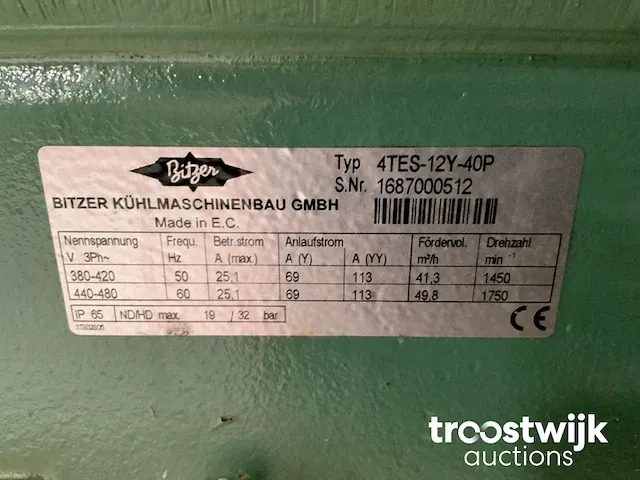 Bitzer
Typ 4TES-12Y-40P
S.Nr. 1687000512
BITZER KÜHLMASCHINENBAU GMBH
Made in E.C.
Nennspannung Frequ. Betr.strom Anlaufstrom Fördervol. Drehzahl
V 3Ph~ Hz A (max.) A (Y) A (YY) m³/h min -1
380-420 50 25,1 69 113 41,3 1450
440-480 60 25,1 69 113 49,8 1750
IP 65 ND/HD max. 19 / 32 bar
CE
troostwijk
auctions